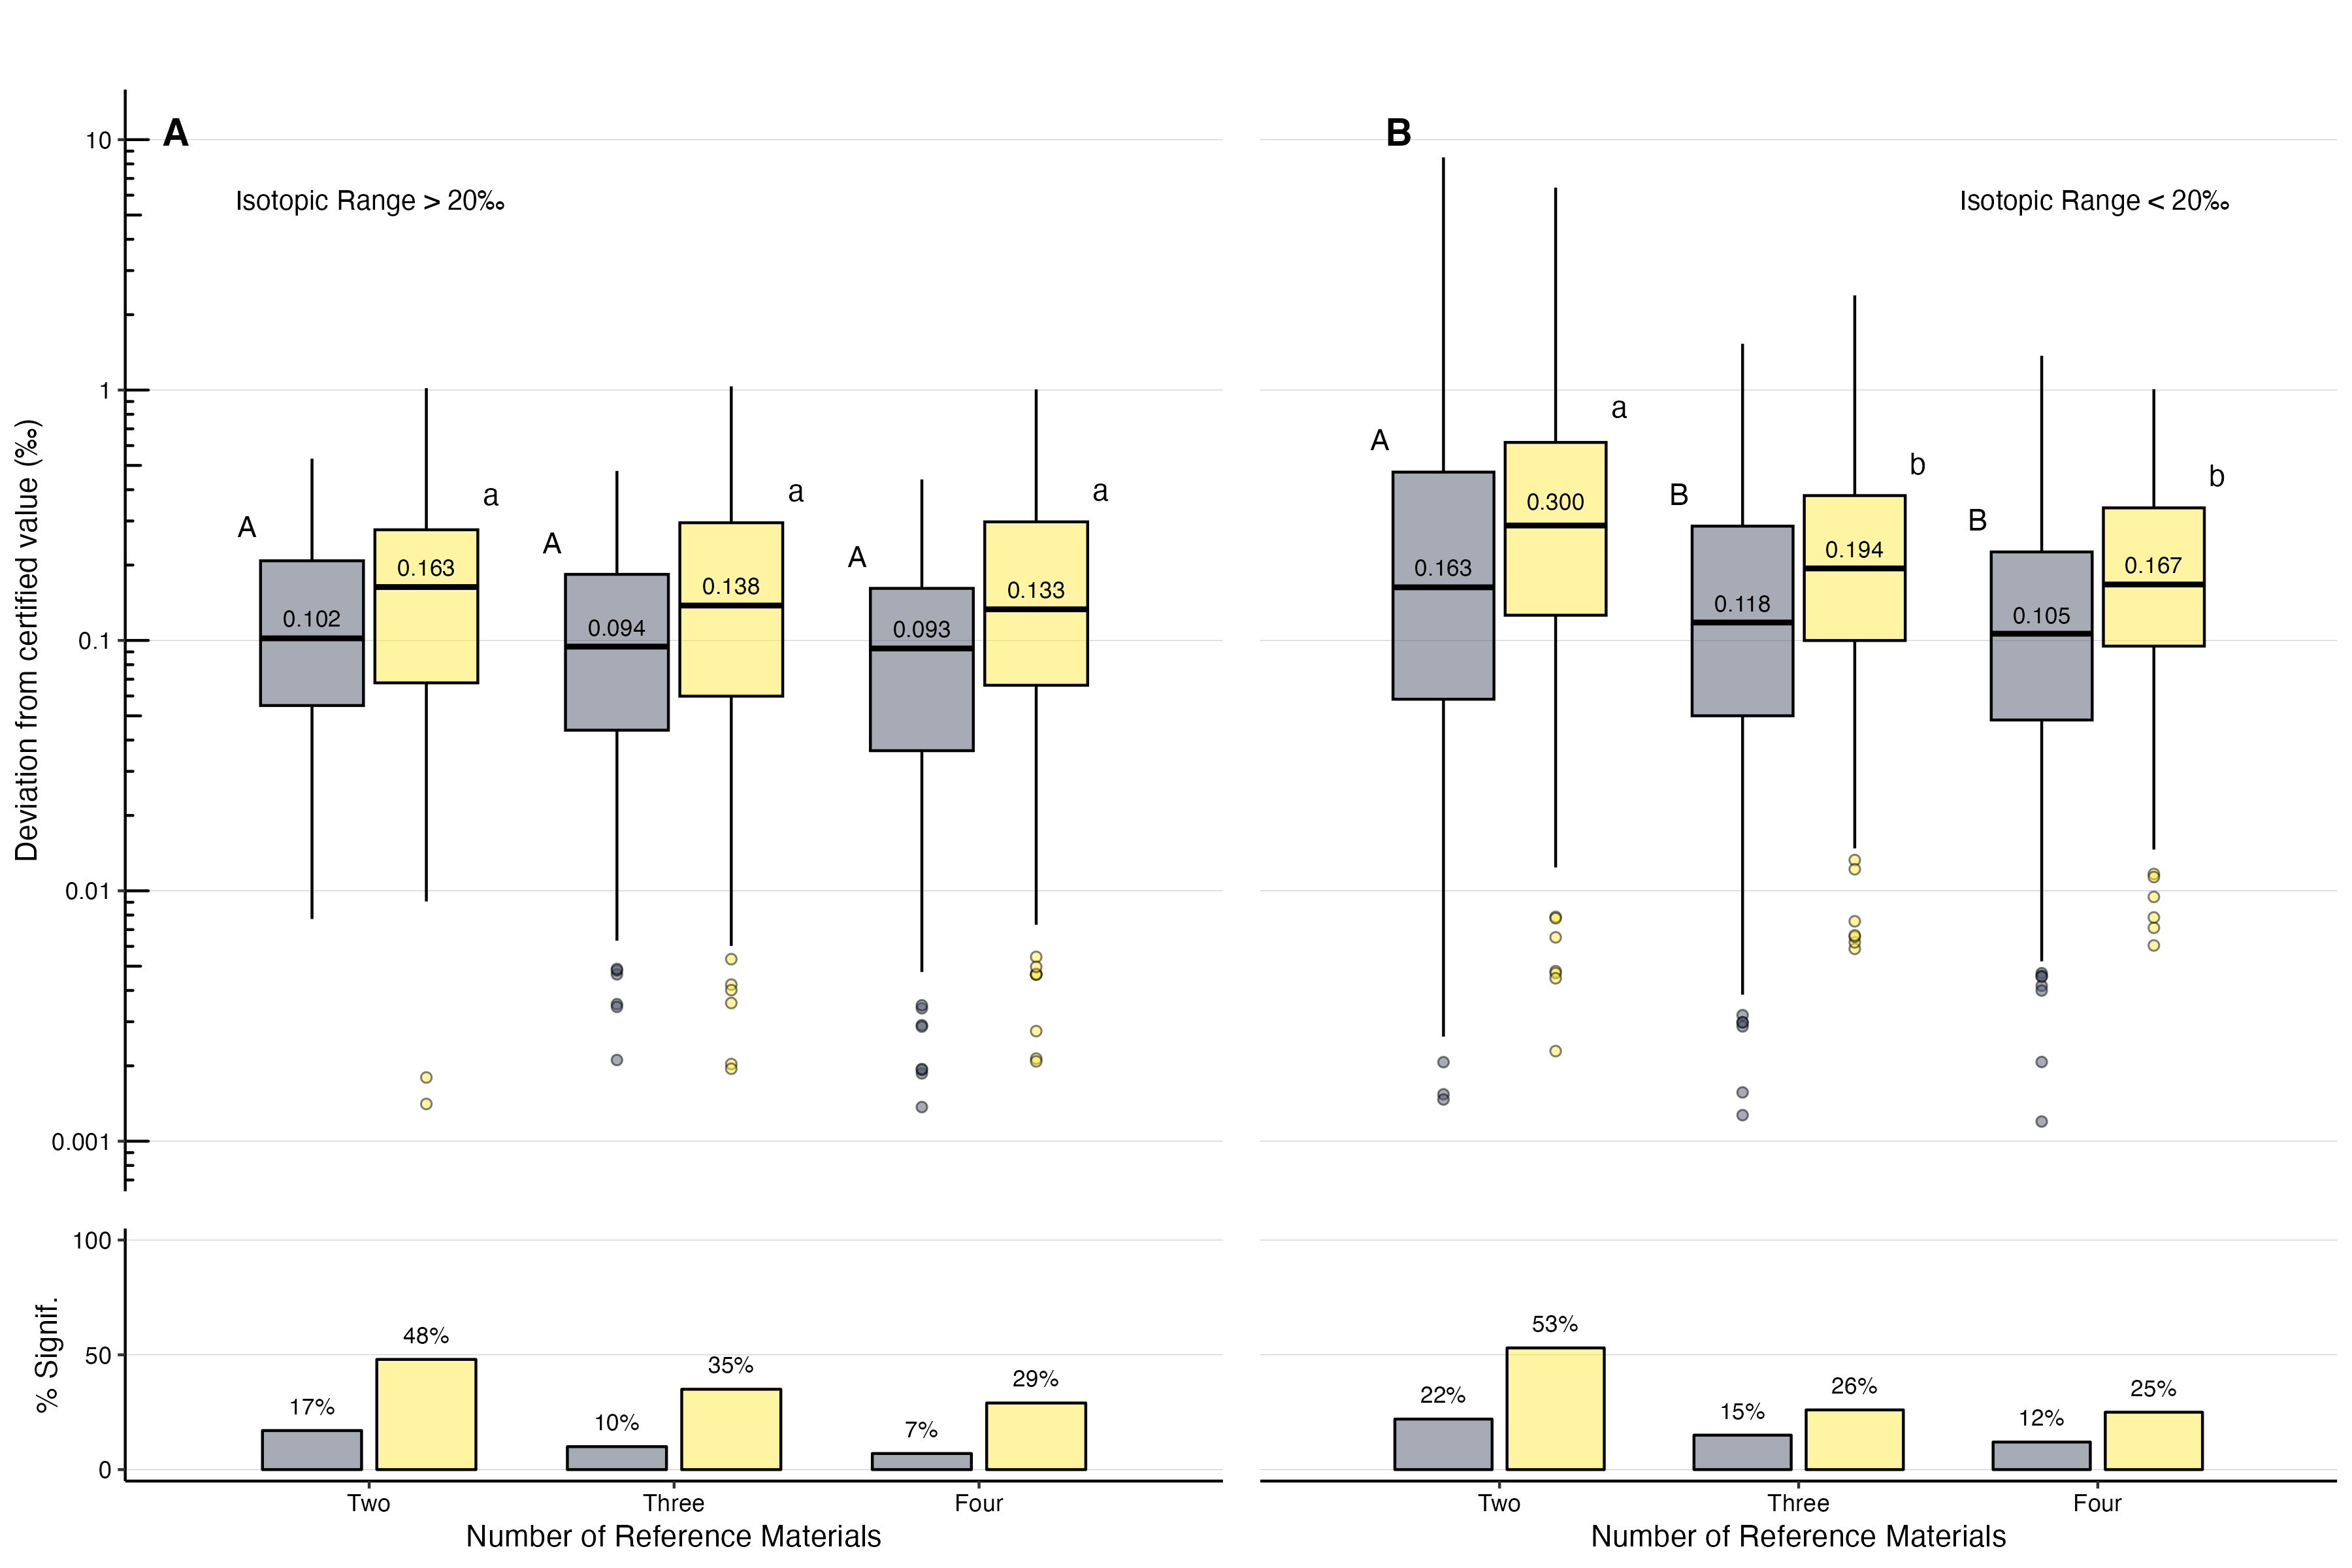 A
B
Isotopic Range > 20‰
Isotopic Range < 20‰
Deviation from certified value (‰)
10
1
0.1
0.01
0.001
A
a
A
a
A
a
0.102
0.163
0.094
0.138
0.093
0.133
A
a
B
b
B
b
0.163
0.300
0.118
0.194
0.105
0.167
% Signif.
100
50
0
17%
48%
10%
35%
7%
29%
22%
53%
15%
26%
12%
25%
Two
Three
Four
Two
Three
Four
Number of Reference Materials
Number of Reference Materials